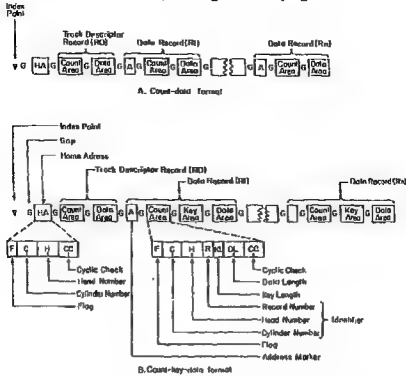 Index
Point
Track Descriptor
Record (R0)
Data Record (R1)
Data Record (Rn)
G HA G Count Area G Data Area G A G Count Area G Data Area G G A G Count Area G Data Area
A. Count-data format
Index Point
Gap
Home Adress
Track Descriptor Record (R0)
Data Record (R1)
Data Record (Rn)
G HA G Count Area G Data Area G A G Count Area G Key Area G Data Area G G G Count Area G Key Area G Data Area
F C H CC
F C H R KL DL CC
Cyclic Check
Head Number
Cylinder Number
Flag
Cyclic Check
Data Length
Key Length
Record Number
Head Number
Cylinder Number
Identifier
Flag
Address Marker
B. Count-key-data format